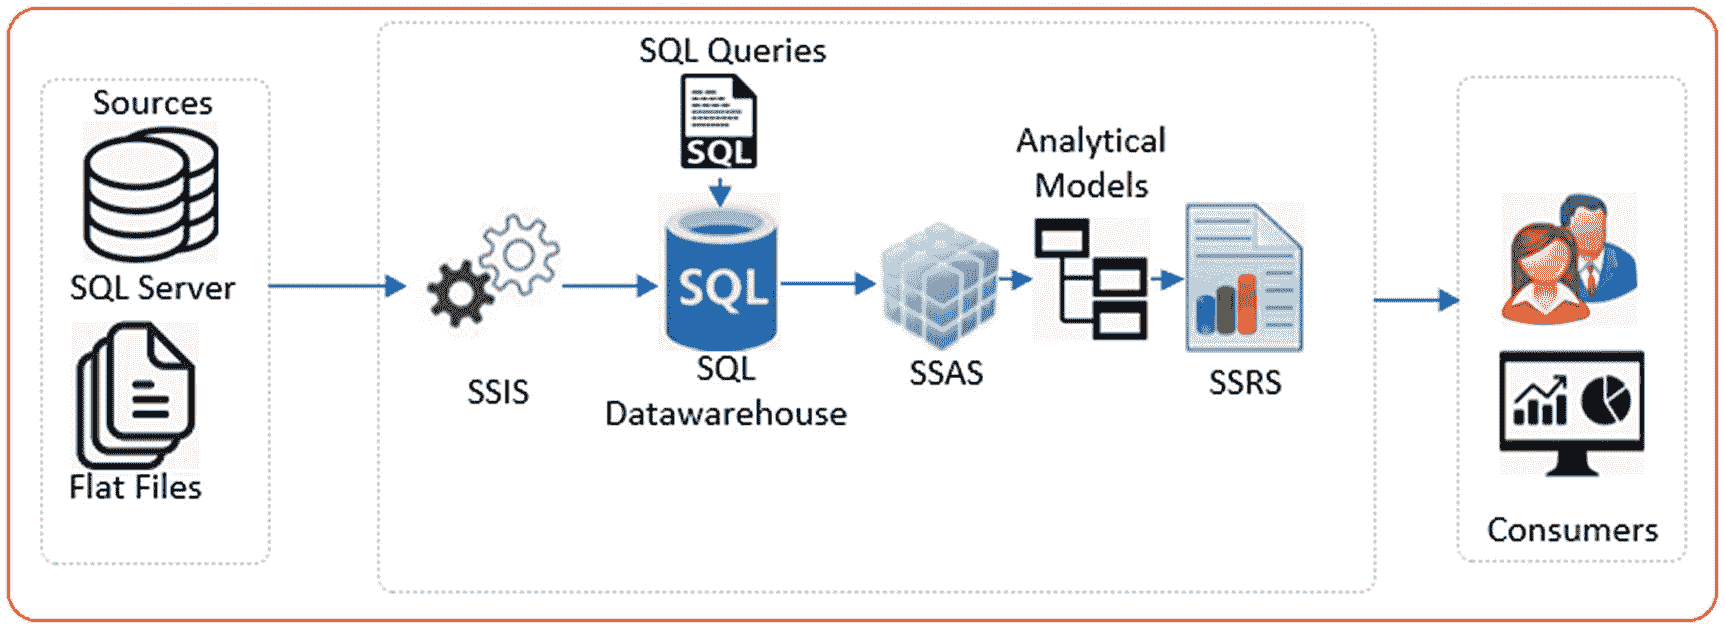 Sources
SQL Server
Flat Files
SSIS
SQL Queries
SQL
SQL
SQL
Datawarehouse
SSAS
Analytical
Models
SSRS
Consumers